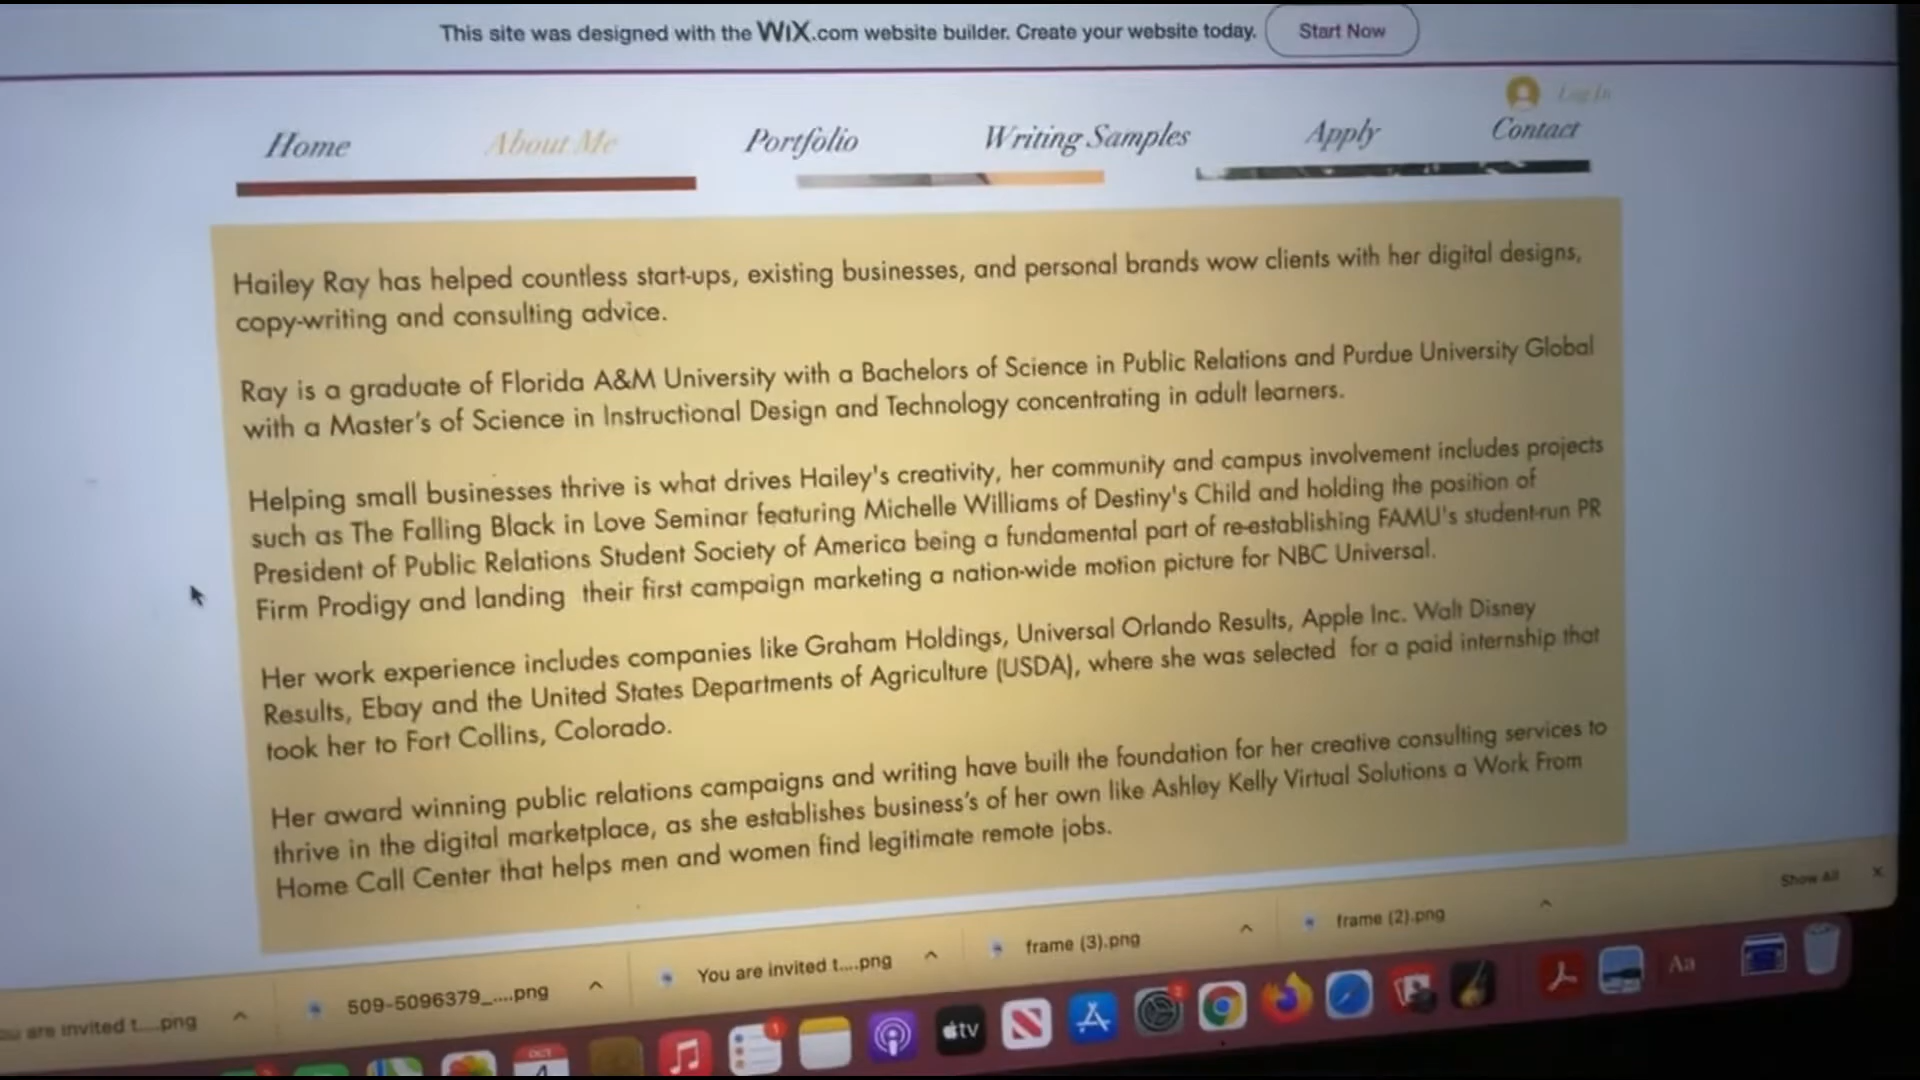 This site was designed with the WiX.com website builder. Create your website today. Start Now
Log In
Home About Me Portfolio Writing Samples Apply Contact
Hailey Ray has helped countless start-ups, existing businesses, and personal brands wow clients with her digital designs,
copy-writing and consulting advice.
Ray is a graduate of Florida A&M University with a Bachelors of Science in Public Relations and Purdue University Global
with a Master's of Science in Instructional Design and Technology concentrating in adult learners.
Helping small businesses thrive is what drives Hailey's creativity, her community and campus involvement includes projects
such as The Falling Black in Love Seminar featuring Michelle Williams of Destiny's Child and holding the position of
President of Public Relations Student Society of America being a fundamental part of re-establishing FAMU's student-run PR
Firm Prodigy and landing their first campaign marketing a nation-wide motion picture for NBC Universal.
Her work experience includes companies like Graham Holdings, Universal Orlando Results, Apple Inc. Walt Disney
Results, Ebay and the United States Departments of Agriculture (USDA), where she was selected for a paid internship that
took her to Fort Collins, Colorado.
Her award winning public relations campaigns and writing have built the foundation for her creative consulting services to
thrive in the digital marketplace, as she establishes business's of her own like Ashley Kelly Virtual Solutions a Work From
Home Call Center that helps men and women find legitimate remote jobs.
Show All
are invited t....png 509-5096379_....png You are invited t....png frame (3).png frame (2).png
OCT
tv
Aa